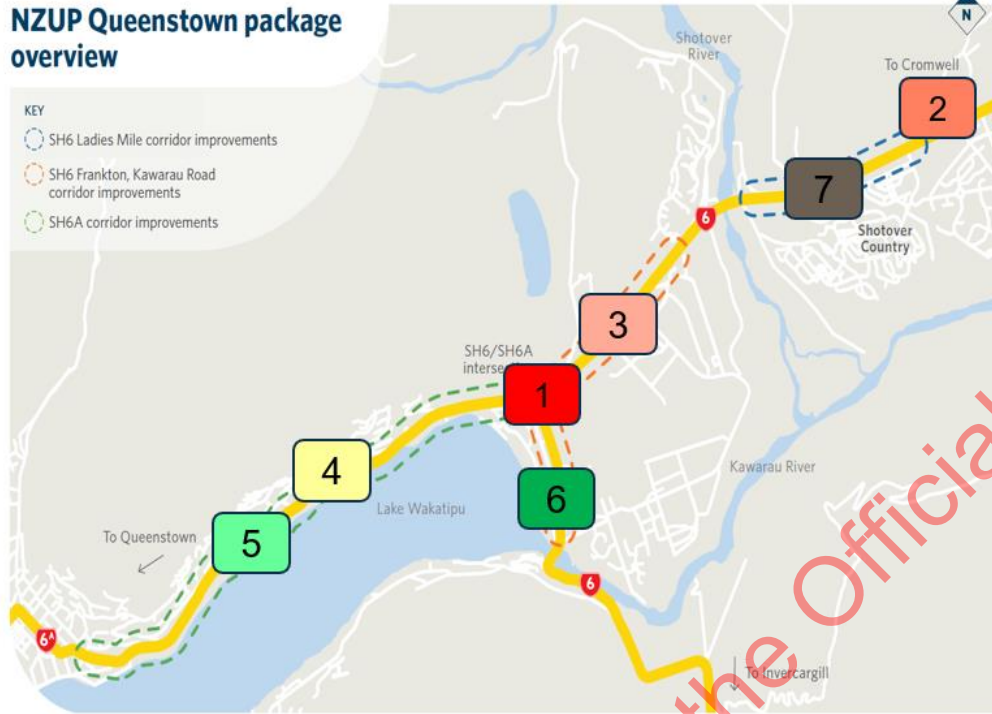 NZUP Queenstown package
overview
N
KEY
SH6 Ladies Mile corridor improvements
SH6 Frankton, Kawarau Road
corridor improvements
SH6A corridor improvements
Shotover
River
To Cromwell
2
7
6
Shotover
Country
3
SH6/SH6A
1
4
Kawarau River
6
Lake Wakatipu
5
To Queenstown
6
6A
To Invercargill
the Official